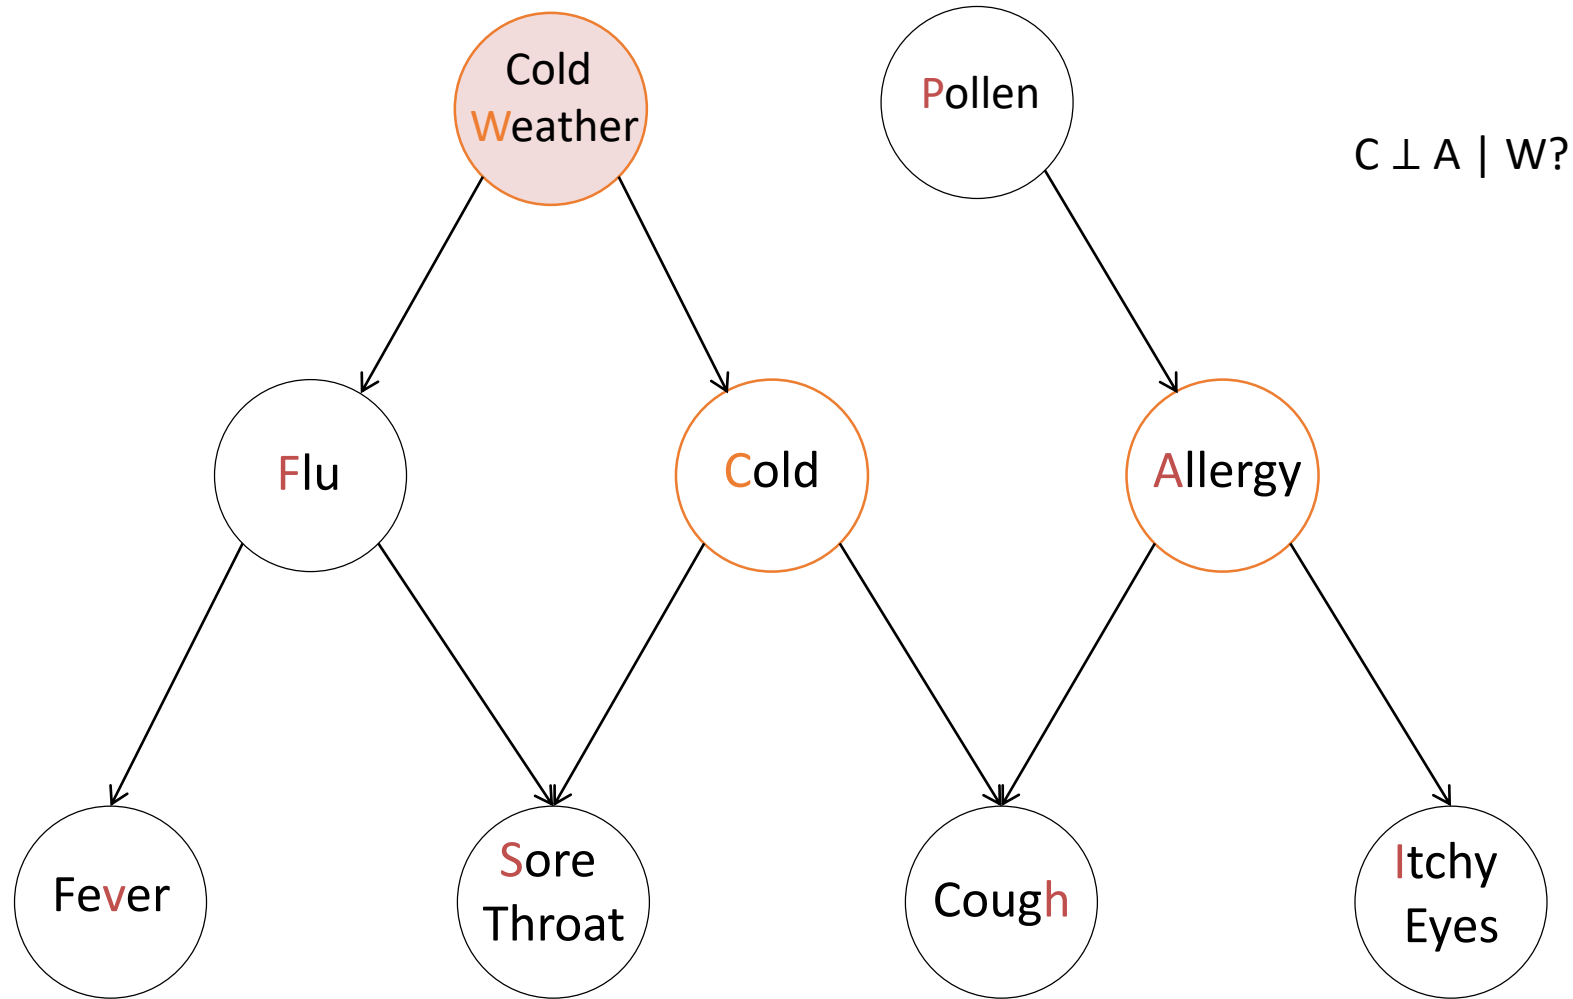 Cold
Weather
Pollen
C ⊥ A | W?
Flu
Cold
Allergy
Fever
Sore
Throat
Cough
Itchy
Eyes